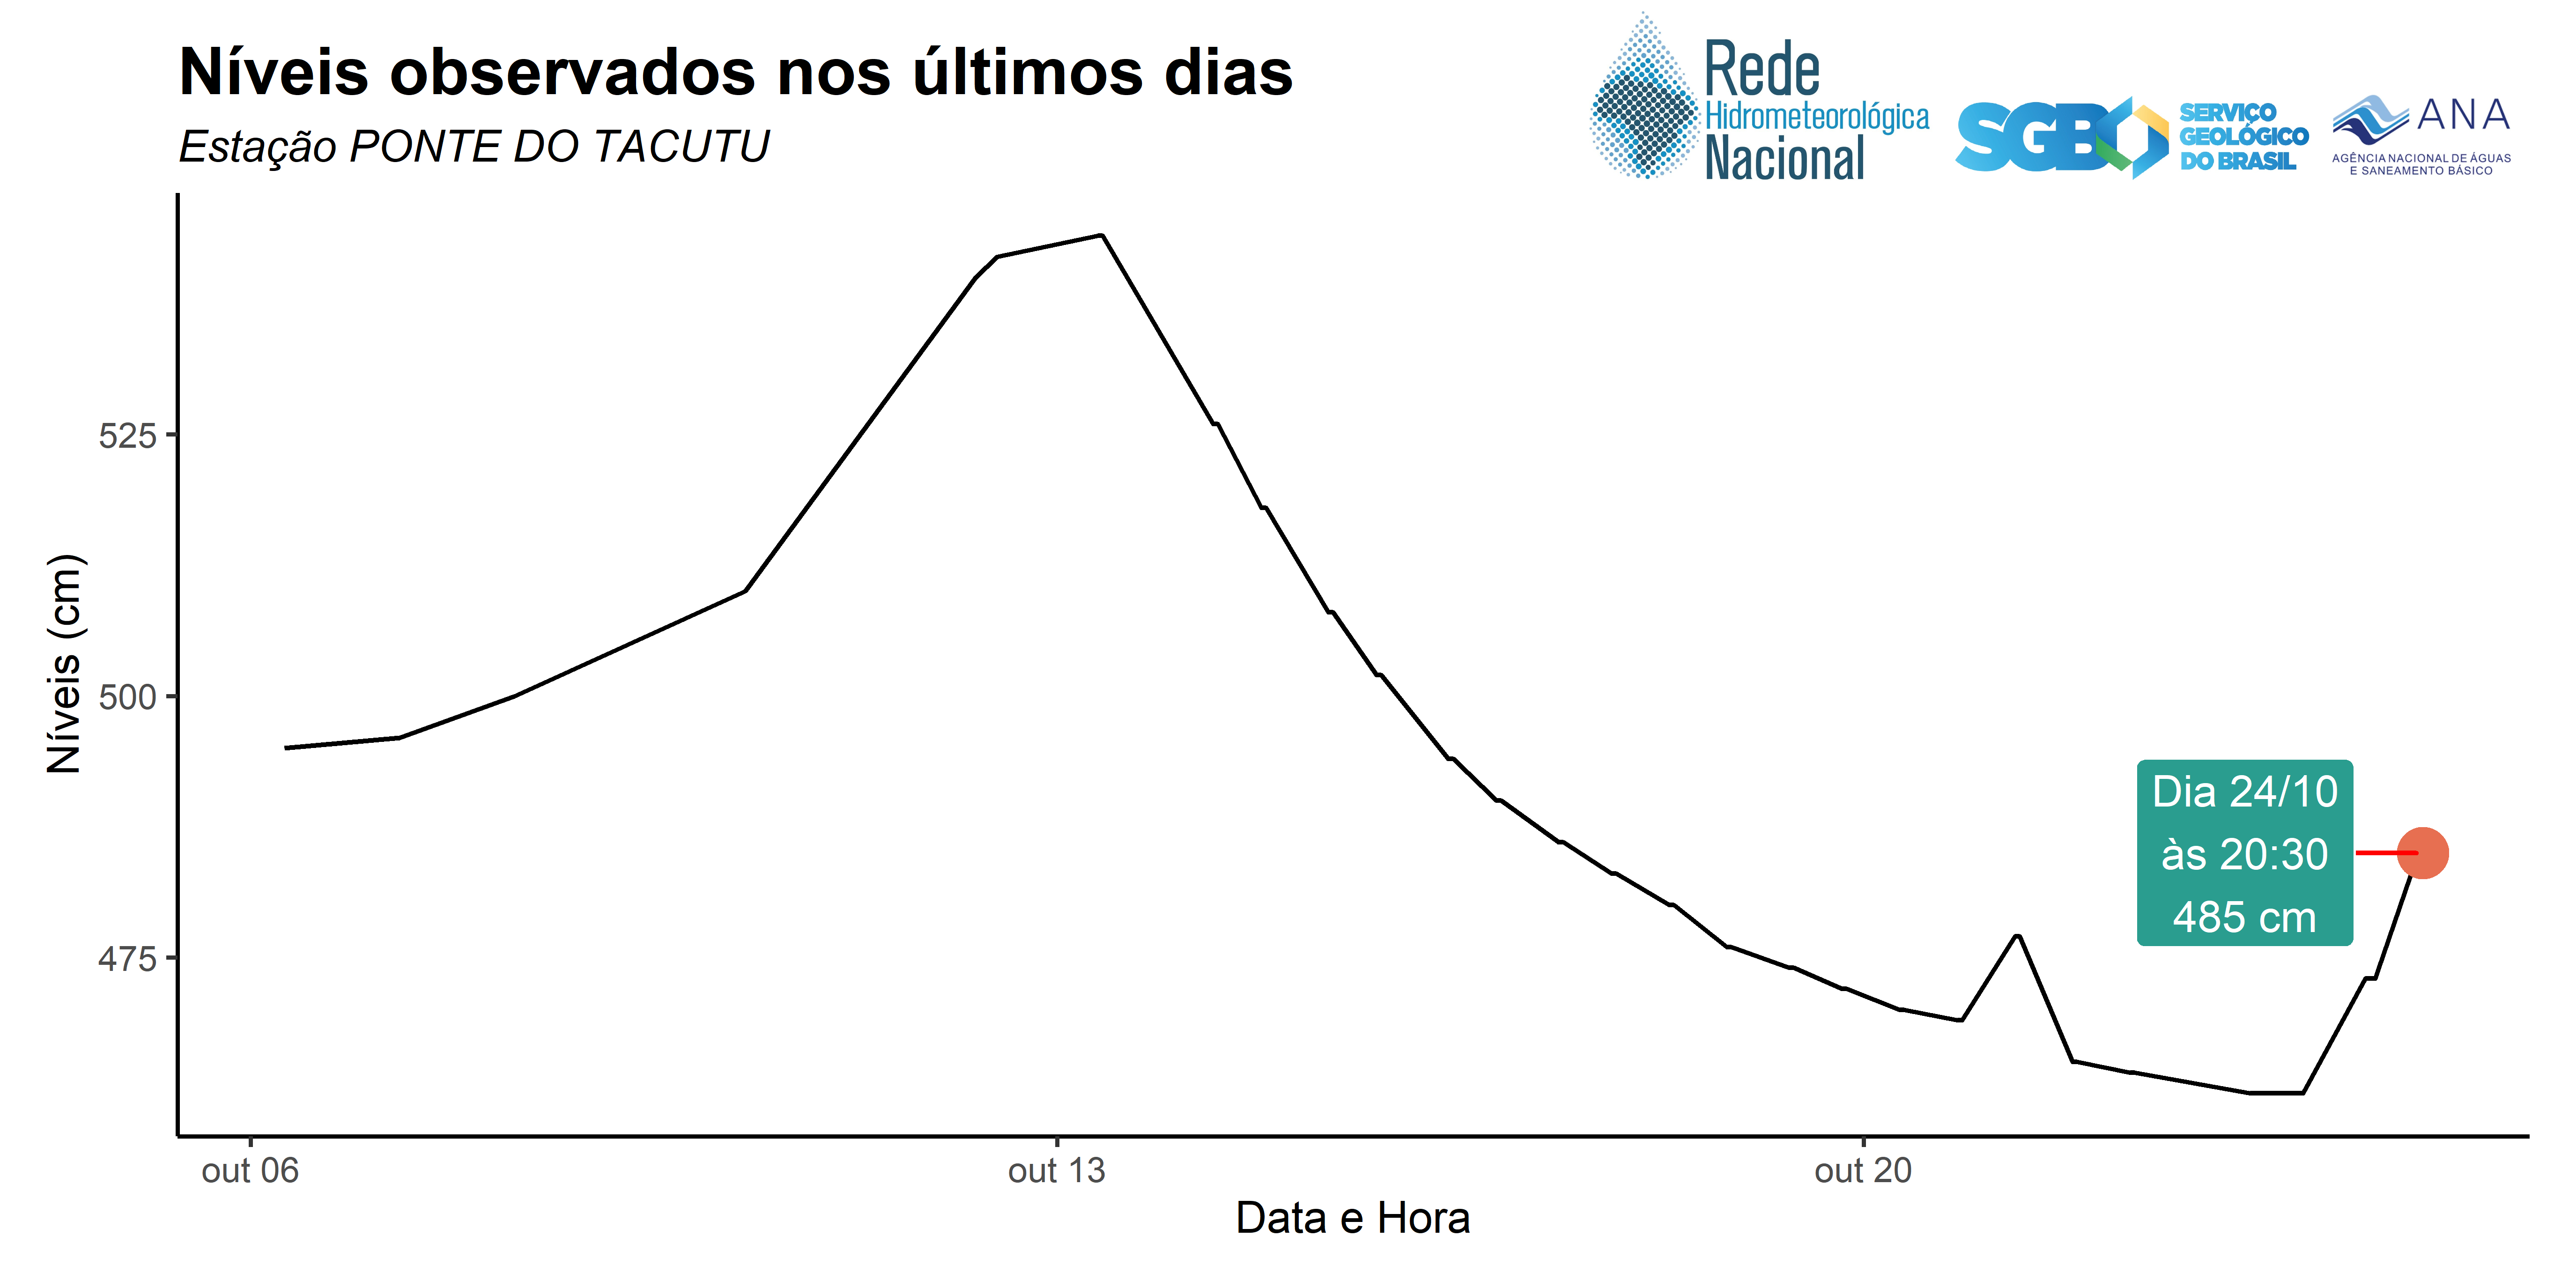 Níveis observados nos últimos dias
Estação PONTE DO TACUTU
Rede
Hidrometeorológica
Nacional
SGB
SERVIÇO
GEOLÓGICO
DO BRASIL
ANA
AGÊNCIA NACIONAL DE ÁGUAS
E SANEAMENTO BÁSICO
Níveis (cm)
525
500
475
Dia 24/10
às 20:30
485 cm
out 06
out 13
out 20
Data e Hora